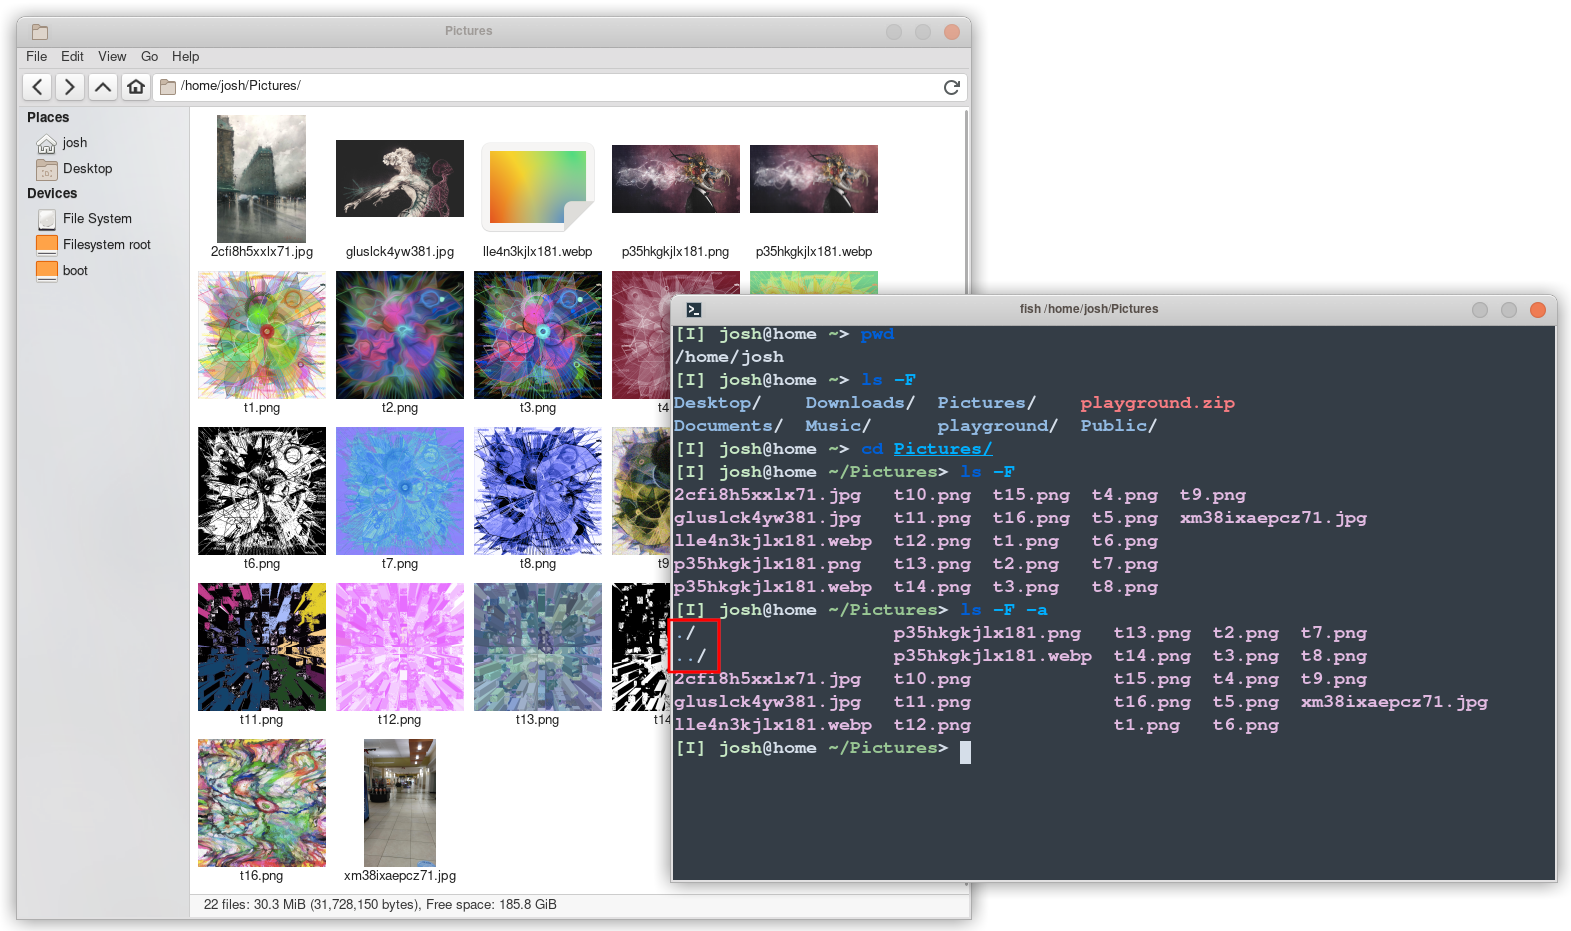 Pictures
File Edit View Go Help
/home/josh/Pictures/
Places
josh
Desktop
Devices
File System
Filesystem root
boot
2cfi8h5xxlx71.jpg gluslck4yw381.jpg lle4n3kjlx181.webp p35hkgkjlx181.png p35hkgkjlx181.webp
t1.png t2.png t3.png t4
t6.png t7.png t8.png t9
t11.png t12.png t13.png t14
t16.png xm38ixaepcz71.jpg
22 files: 30.3 MiB (31,728,150 bytes), Free space: 185.8 GiB
fish /home/josh/Pictures
[I] josh@home ~> pwd
/home/josh
[I] josh@home ~> ls -F
Desktop/ Downloads/ Pictures/ playground.zip
Documents/ Music/ playground/ Public/
[I] josh@home ~> cd Pictures/
[I] josh@home ~/Pictures> ls -F
2cfi8h5xxlx71.jpg t10.png t15.png t4.png t9.png
gluslck4yw381.jpg t11.png t16.png t5.png xm38ixaepcz71.jpg
lle4n3kjlx181.webp t12.png t1.png t6.png
p35hkgkjlx181.png t13.png t2.png t7.png
p35hkgkjlx181.webp t14.png t3.png t8.png
[I] josh@home ~/Pictures> ls -F -a
./ p35hkgkjlx181.png t13.png t2.png t7.png
../ p35hkgkjlx181.webp t14.png t3.png t8.png
2cfi8h5xxlx71.jpg t10.png t15.png t4.png t9.png
gluslck4yw381.jpg t11.png t16.png t5.png xm38ixaepcz71.jpg
lle4n3kjlx181.webp t12.png t1.png t6.png
[I] josh@home ~/Pictures>